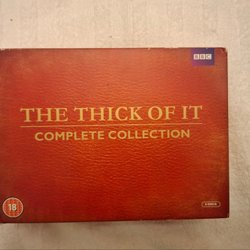 BBC
THE THICK OF IT
COMPLETE COLLECTION
18